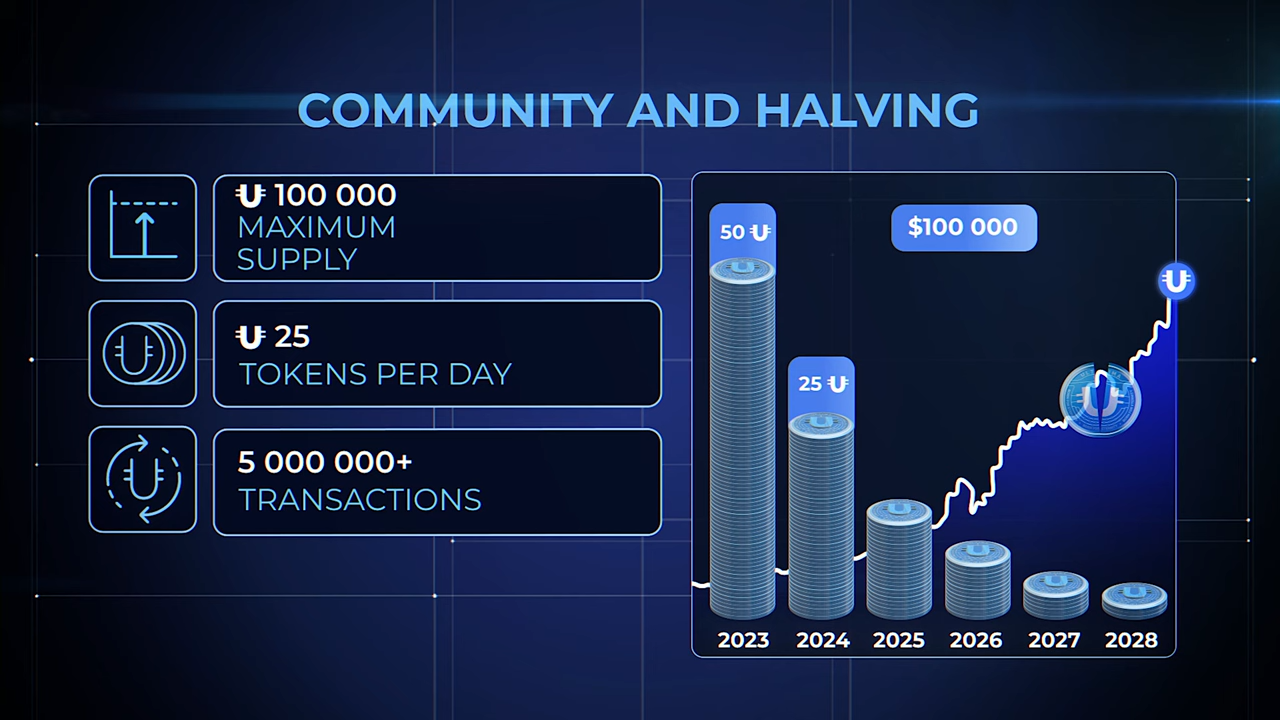 COMMUNITY AND HALVING
100 000
MAXIMUM
SUPPLY
25
TOKENS PER DAY
5 000 000+
TRANSACTIONS
50
$100 000
25
2023 2024 2025 2026 2027 2028